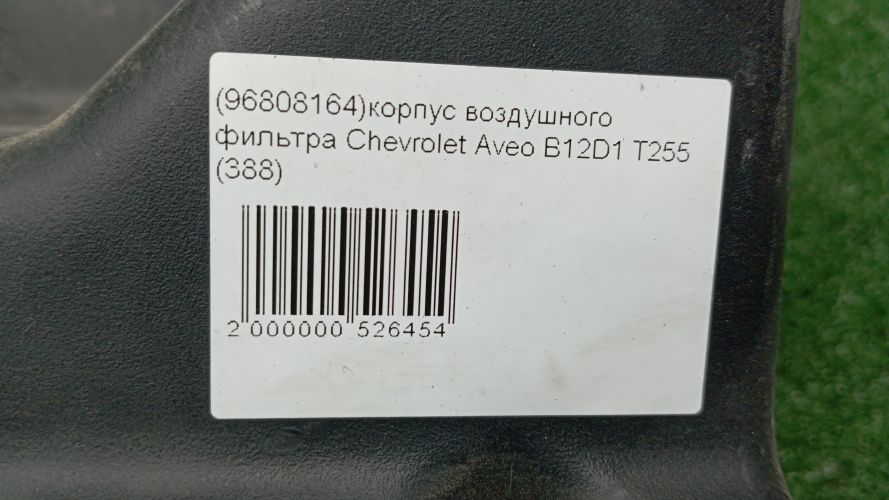 (96808164)корпус воздушного
фильтра Chevrolet Aveo B12D1 T255
(388)
2 000000 526454